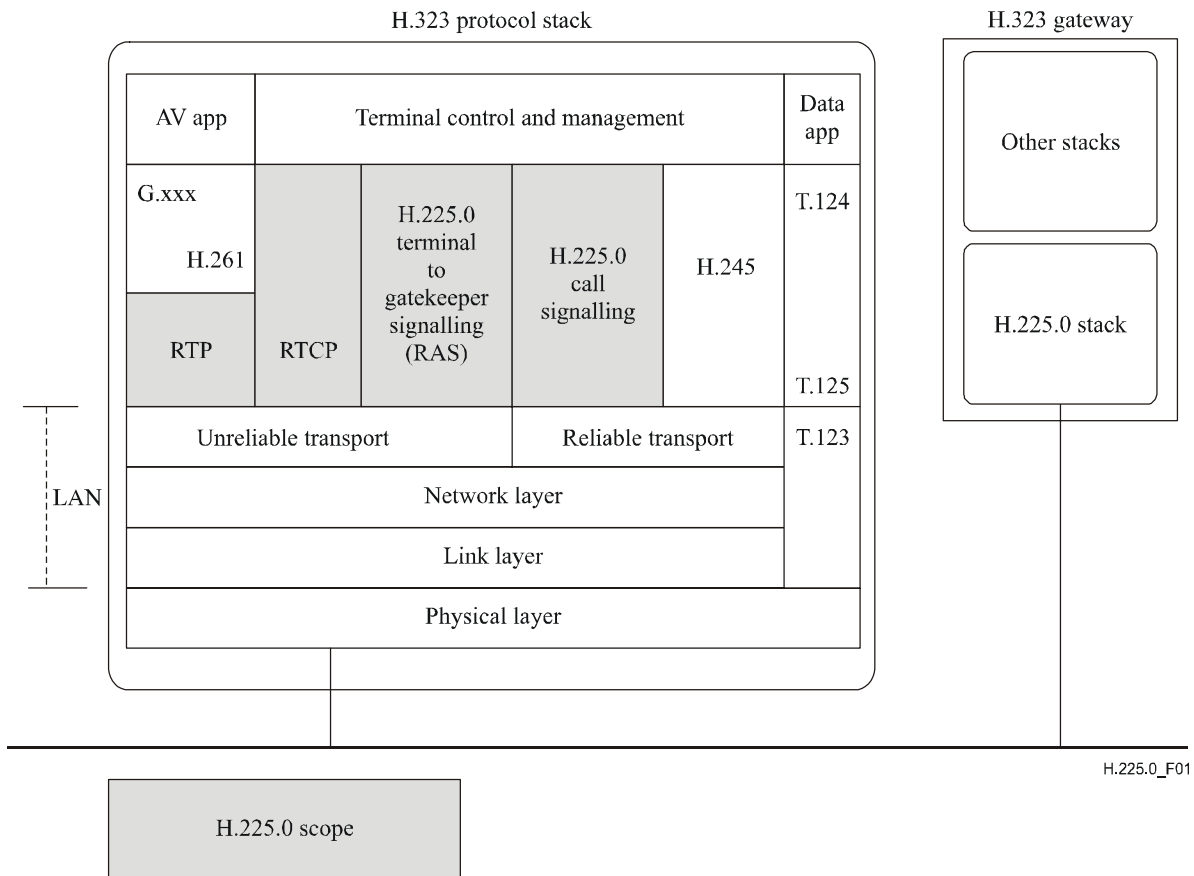 H.323 protocol stack
H.323 gateway
AV app
Terminal control and management
Data
app
Other stacks
G.xxx
H.261
RTP
RTCP
H.225.0
terminal
to
gatekeeper
signalling
(RAS)
H.225.0
call
signalling
H.245
T.124
T.125
H.225.0 stack
Unreliable transport
Reliable transport
T.123
LAN
Network layer
Link layer
Physical layer
H.225.0_F01
H.225.0 scope